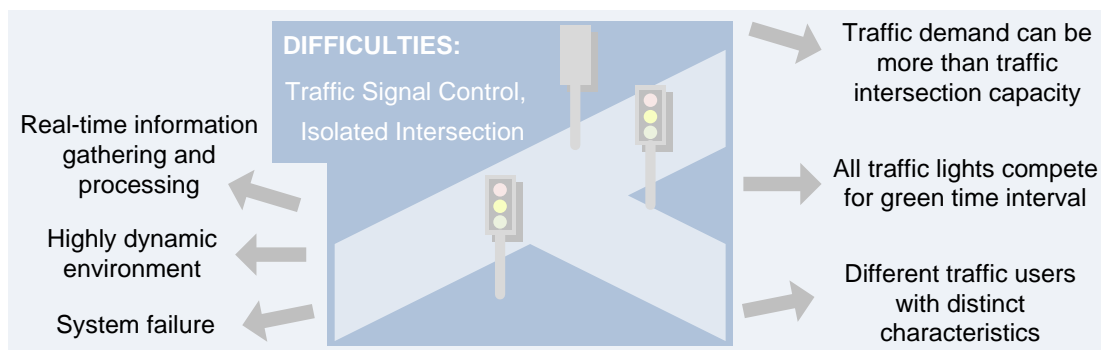 DIFFICULTIES:
Traffic Signal Control,
Isolated Intersection
Real-time information
gathering and
processing
Highly dynamic
environment
System failure
Traffic demand can be
more than traffic
intersection capacity
All traffic lights compete
for green time interval
Different traffic users
with distinct
characteristics